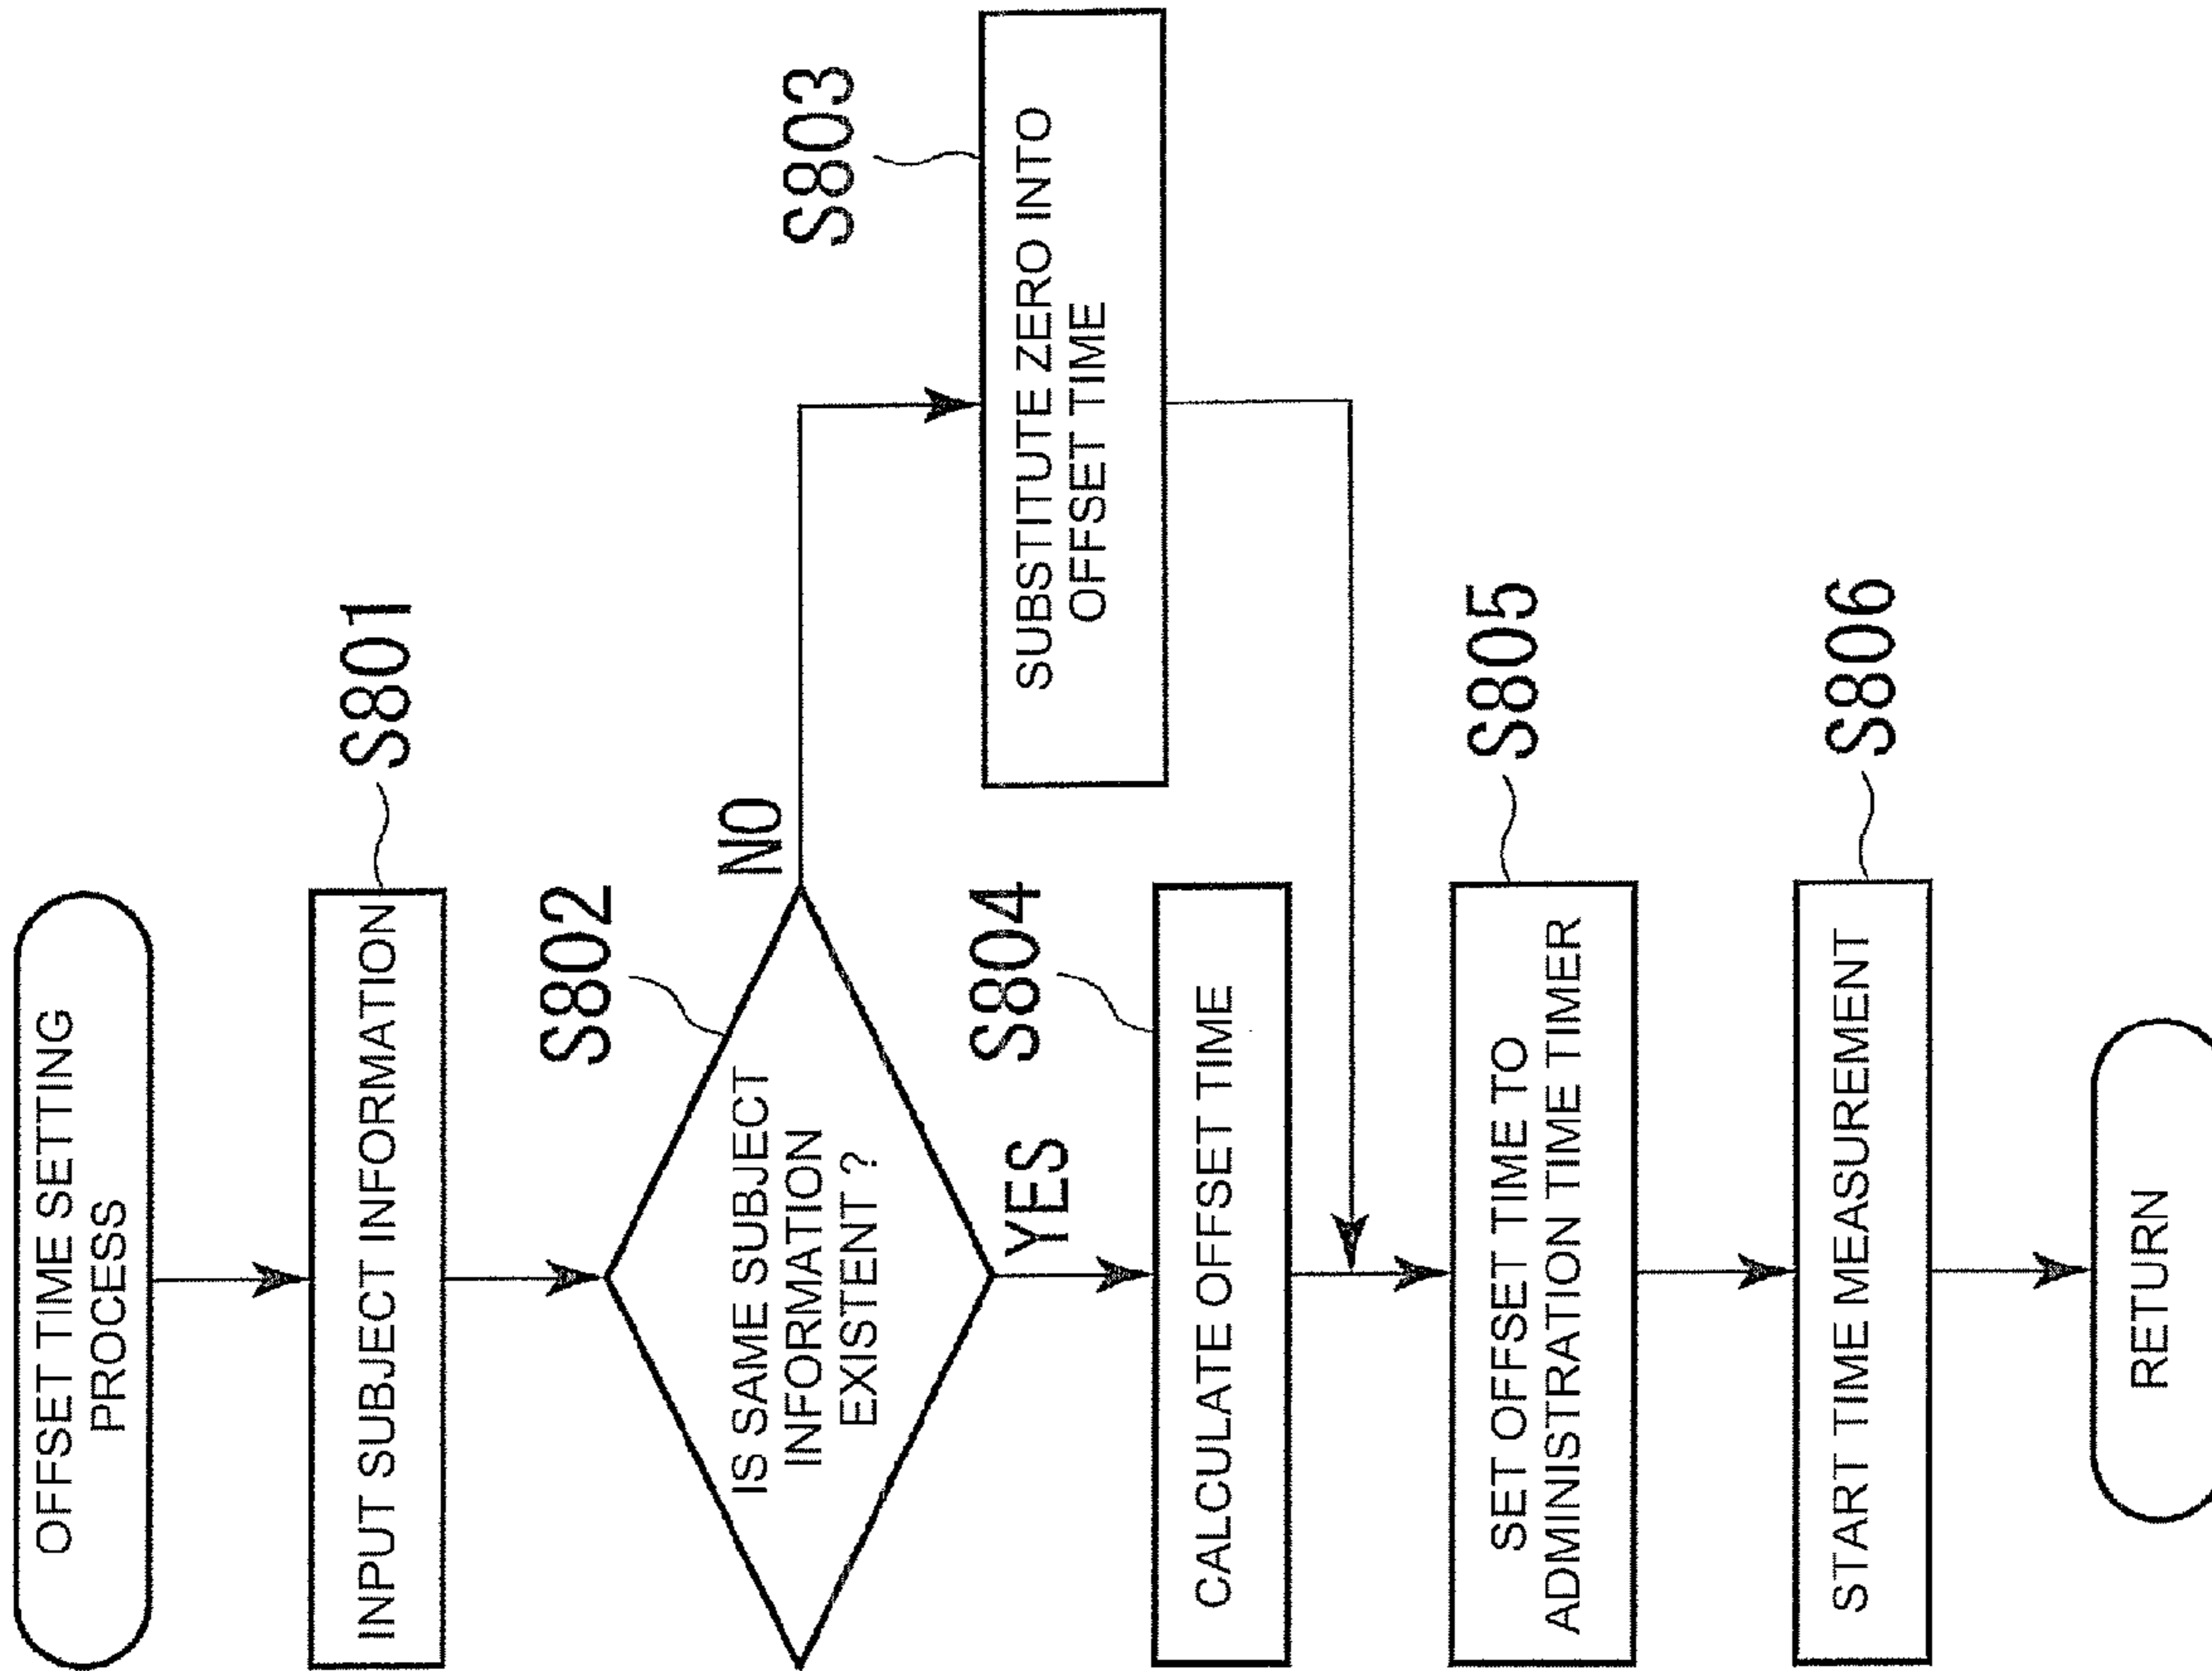 OFFSET TIME SETTING
PROCESS
S801
INPUT SUBJECT INFORMATION
S802
IS SAME SUBJECT
INFORMATION
EXISTENT ?
NO
S803
SUBSTITUTE ZERO INTO
OFFSET TIME
YES
S804
CALCULATE OFFSET TIME
S805
SET OFFSET TIME TO
ADMINISTRATION TIME TIMER
S806
START TIME MEASUREMENT
RETURN